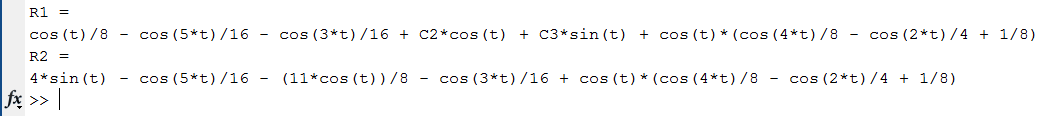 R1 =
cos(t)/8 - cos(5*t)/16 - cos(3*t)/16 + C2*cos(t) + C3*sin(t) + cos(t)*(cos(4*t)/8 - cos(2*t)/4 + 1/8)
R2 =
4*sin(t) - cos(5*t)/16 - (11*cos(t))/8 - cos(3*t)/16 + cos(t)*(cos(4*t)/8 - cos(2*t)/4 + 1/8)
fx >>